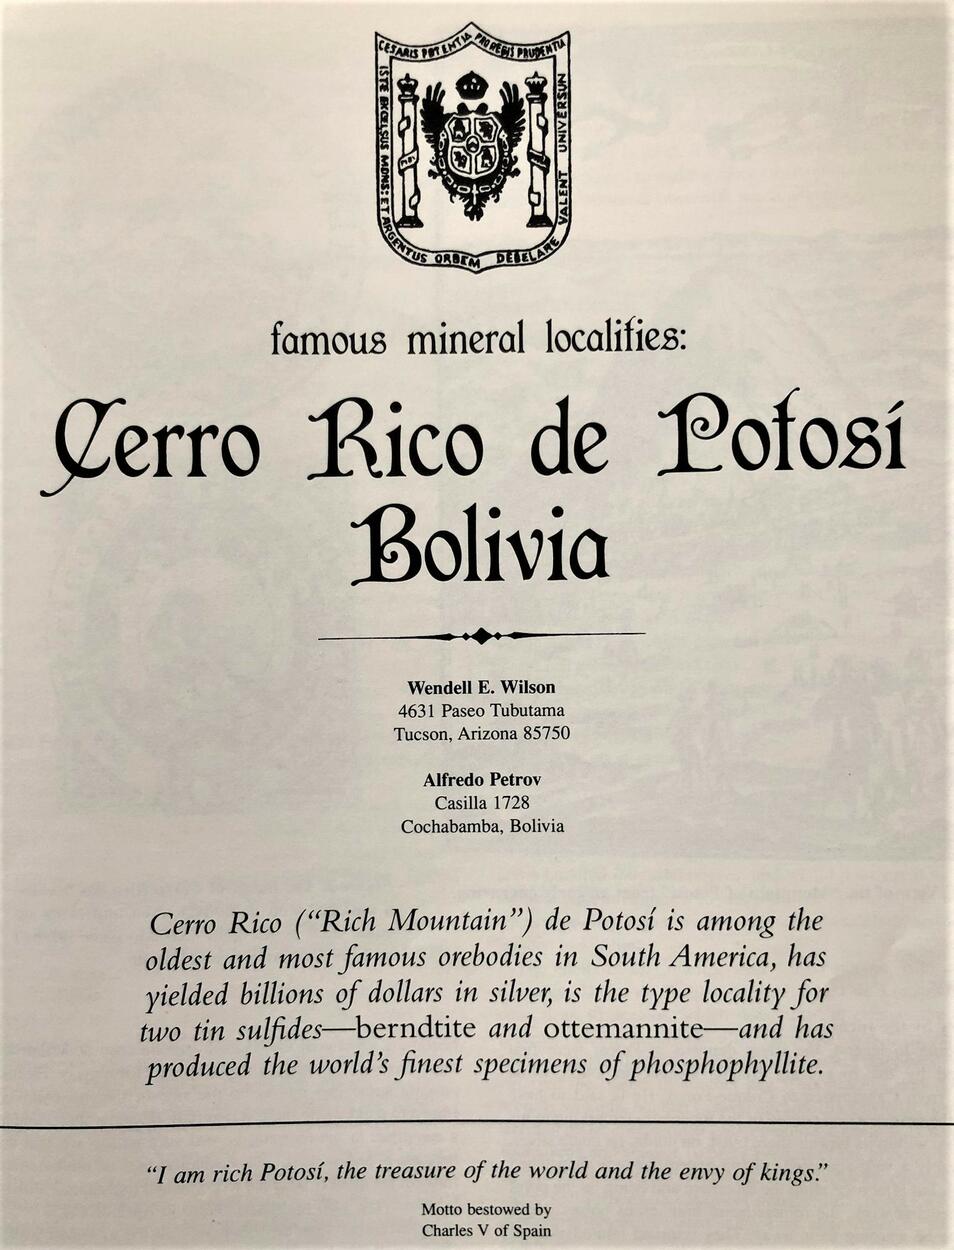 CESARIS POTENTIA PRO REGIS PRUDENTIA
ISTE EXCELSUS MONS: ET ARGENTUS ORBEM DEBELARE VALENT UNIVERSUN
famous mineral localities:
Cerro Rico de Potosí
Bolivia
Wendell E. Wilson
4631 Paseo Tubutama
Tucson, Arizona 85750
Alfredo Petrov
Casilla 1728
Cochabamba, Bolivia
Cerro Rico (“Rich Mountain”) de Potosí is among the
oldest and most famous orebodies in South America, has
yielded billions of dollars in silver, is the type locality for
two tin sulfides—berndtite and ottemannite—and has
produced the world’s finest specimens of phosphophyllite.
“I am rich Potosí, the treasure of the world and the envy of kings.”
Motto bestowed by
Charles V of Spain